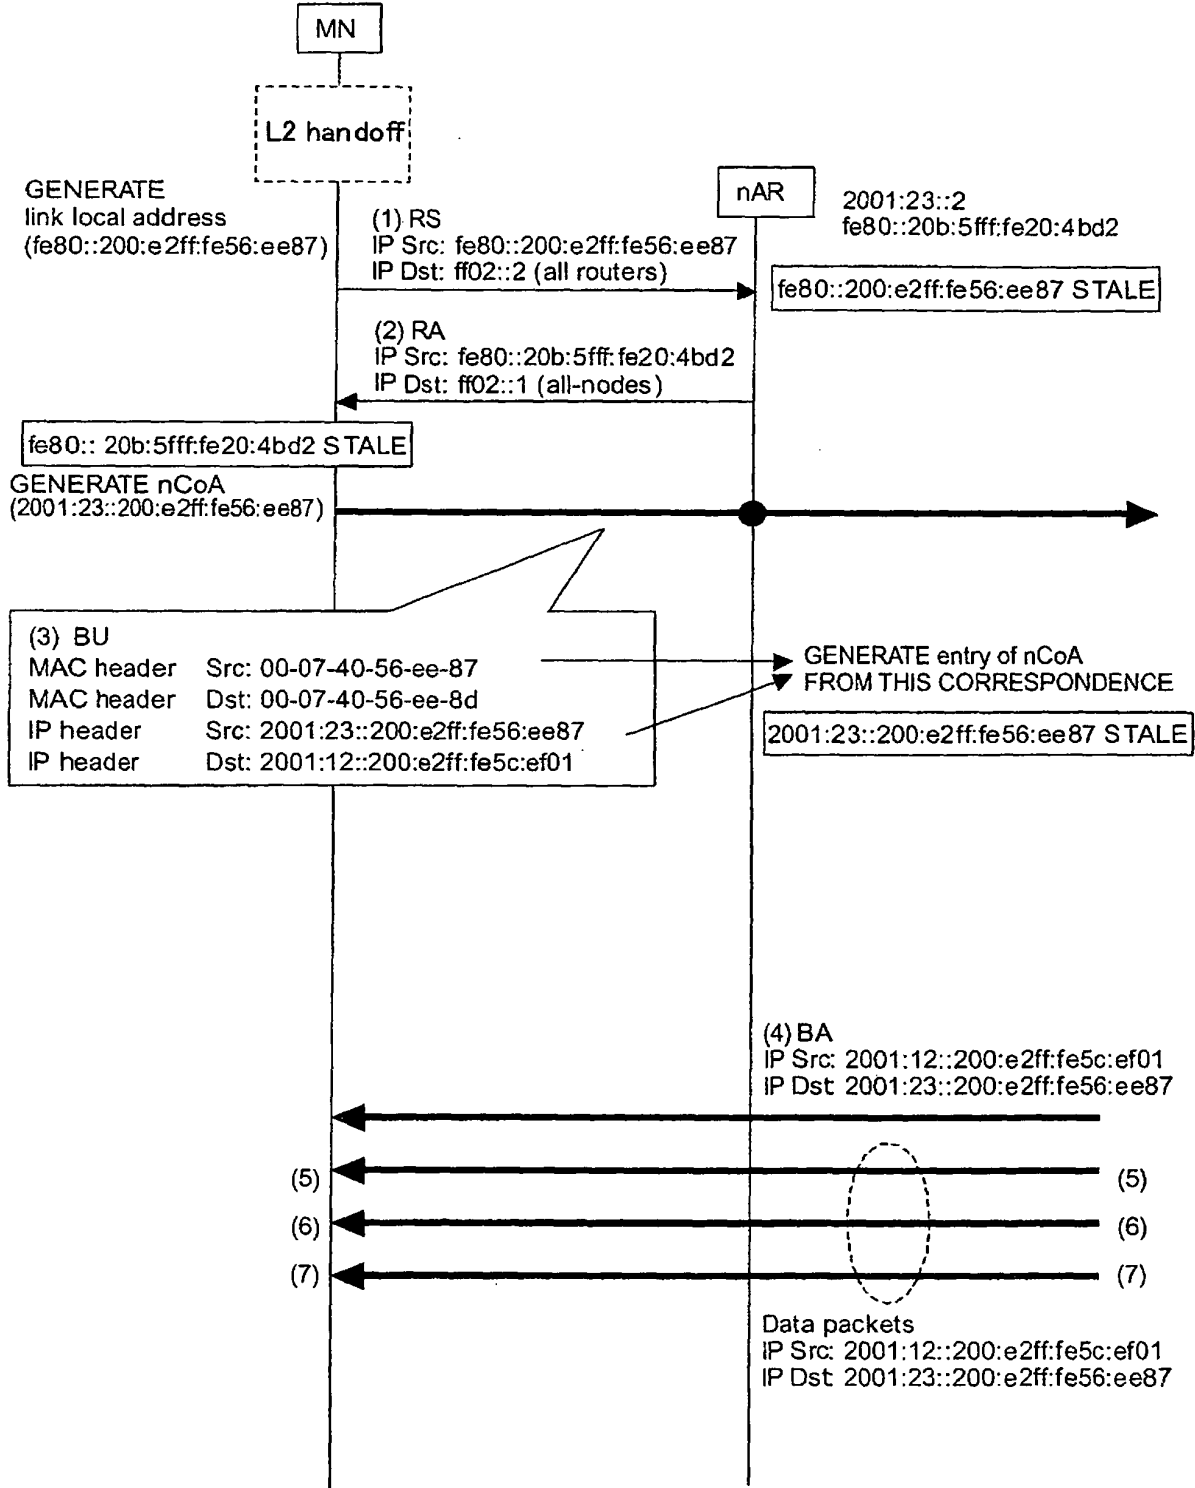 MN
L2 handoff
GENERATE
link local address
(fe80::200:e2ff:fe56:ee87)
nAR
2001:23::2
fe80::20b:5fff:fe20:4bd2
(1) RS
IP Src: fe80::200:e2ff:fe56:ee87
IP Dst: ff02::2 (all routers)
fe80::200:e2ff:fe56:ee87 STALE
(2) RA
IP Src: fe80::20b:5fff:fe20:4bd2
IP Dst: ff02::1 (all-nodes)
fe80:: 20b:5fff:fe20:4bd2 STALE
GENERATE nCoA
(2001:23::200:e2ff:fe56:ee87)
(3) BU
MAC header Src: 00-07-40-56-ee-87
MAC header Dst: 00-07-40-56-ee-8d
IP header Src: 2001:23::200:e2ff:fe56:ee87
IP header Dst: 2001:12::200:e2ff:fe5c:ef01
GENERATE entry of nCoA
FROM THIS CORRESPONDENCE
2001:23::200:e2ff:fe56:ee87 STALE
(4) BA
IP Src: 2001:12::200:e2ff:fe5c:ef01
IP Dst: 2001:23::200:e2ff:fe56:ee87
(5) (5)
(6) (6)
(7) (7)
Data packets
IP Src: 2001:12::200:e2ff:fe5c:ef01
IP Dst: 2001:23::200:e2ff:fe56:ee87